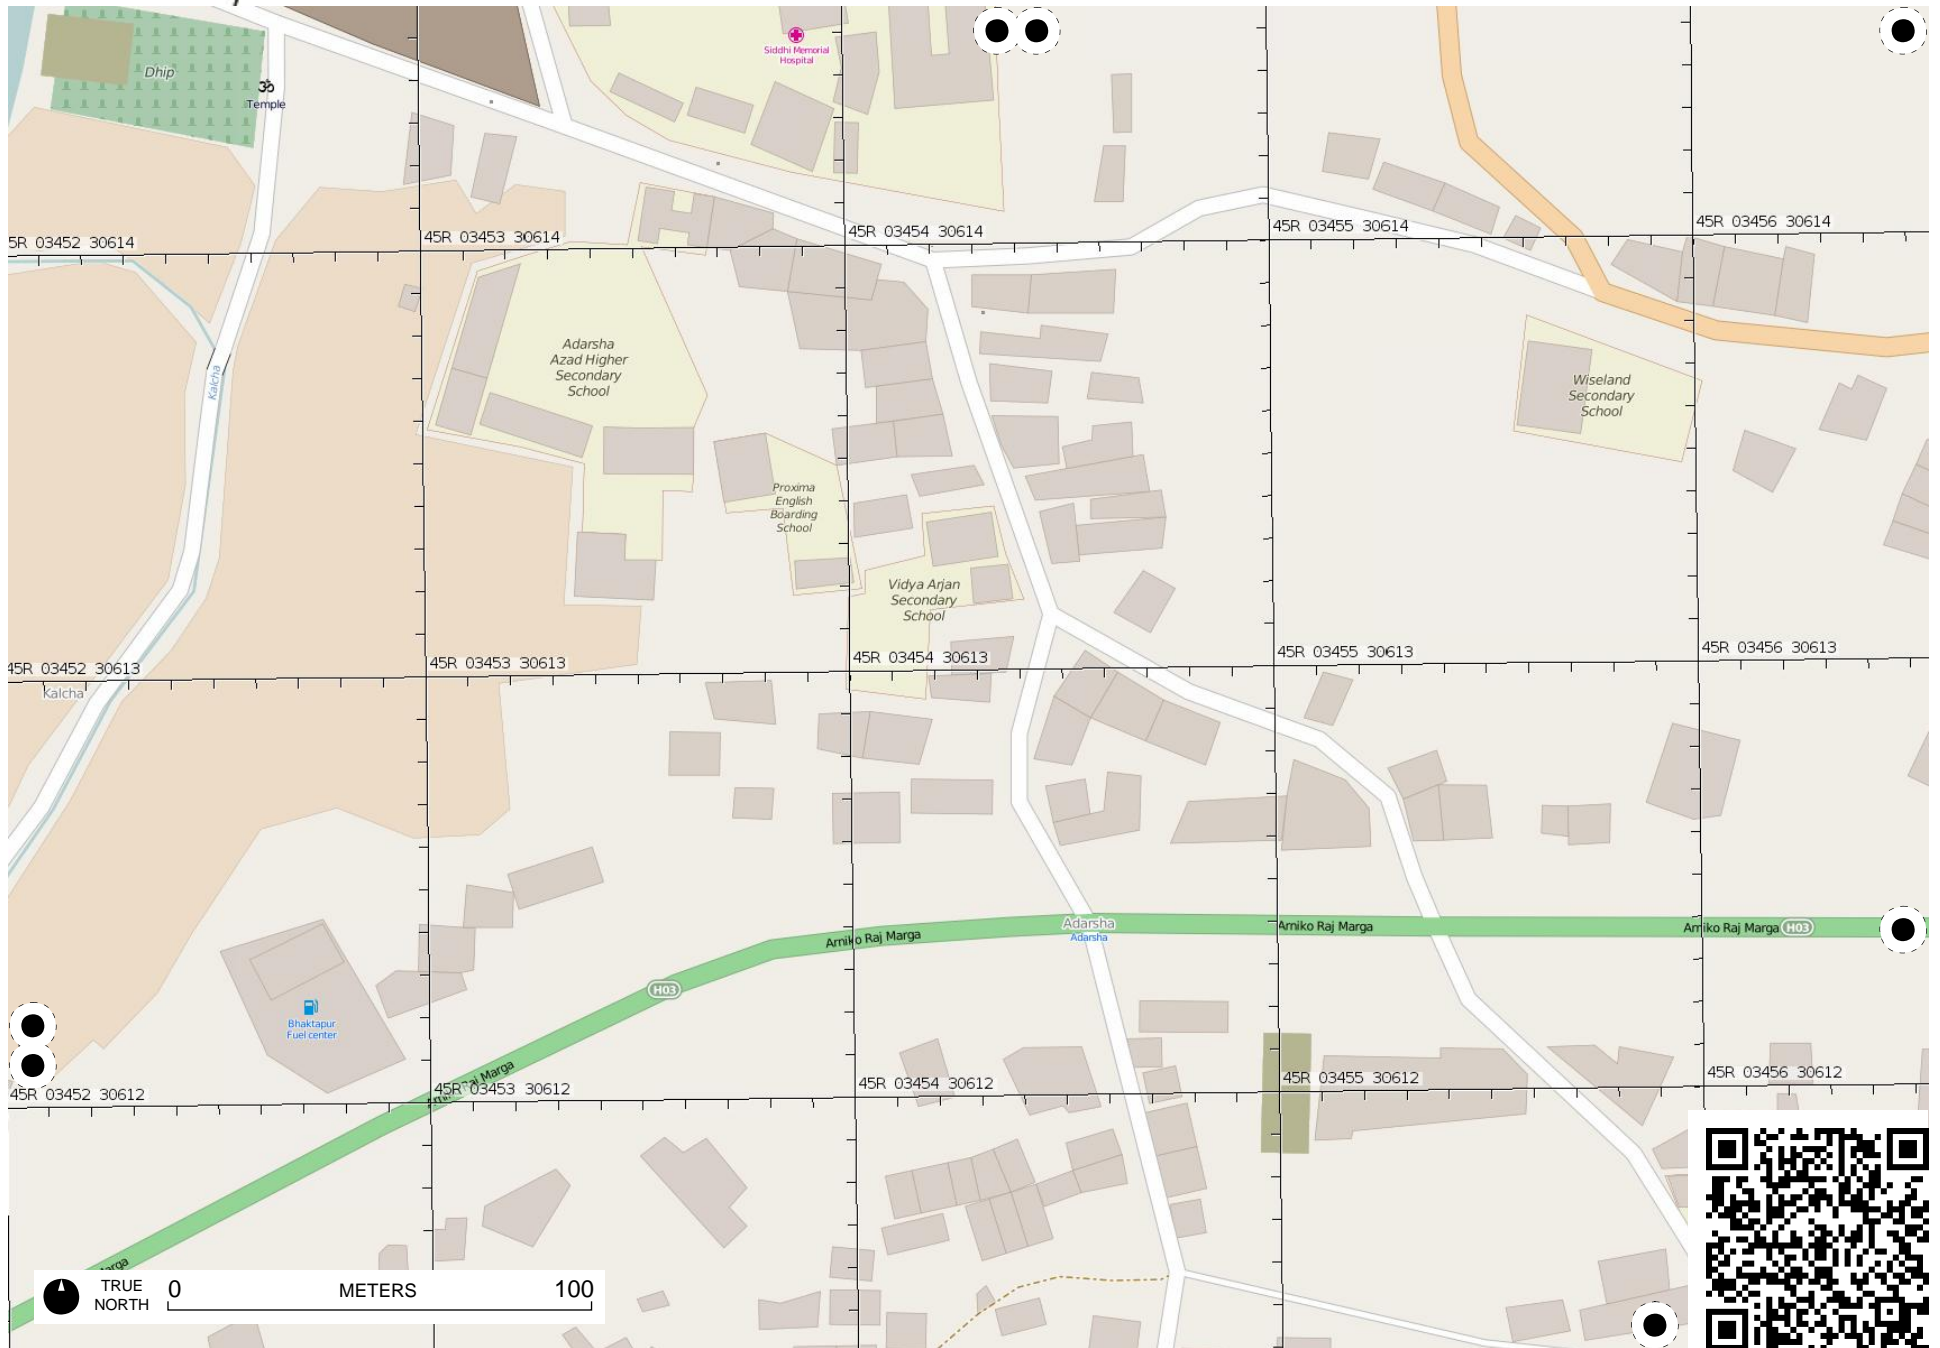 Siddhi Memorial
Hospital
Dhip
Temple
5R 03452 30614
45R 03453 30614
45R 03454 30614
45R 03455 30614
45R 03456 30614
Adarsha
Azad Higher
Secondary
School
Kalcha
Wiseland
Secondary
School
Proxima
English
Boarding
School
Vidya Arjan
Secondary
School
45R 03452 30613
45R 03453 30613
45R 03454 30613
45R 03455 30613
45R 03456 30613
Kalcha
Adarsha
Adarsha
Arniko Raj Marga
Arniko Raj Marga
Arniko Raj Marga
H03
H03
Bhaktapur
Fuel center
Raj Marga
45R 03452 30612
45R 03453 30612
45R 03454 30612
45R 03455 30612
45R 03456 30612
Marga
TRUE
NORTH
0
METERS
100